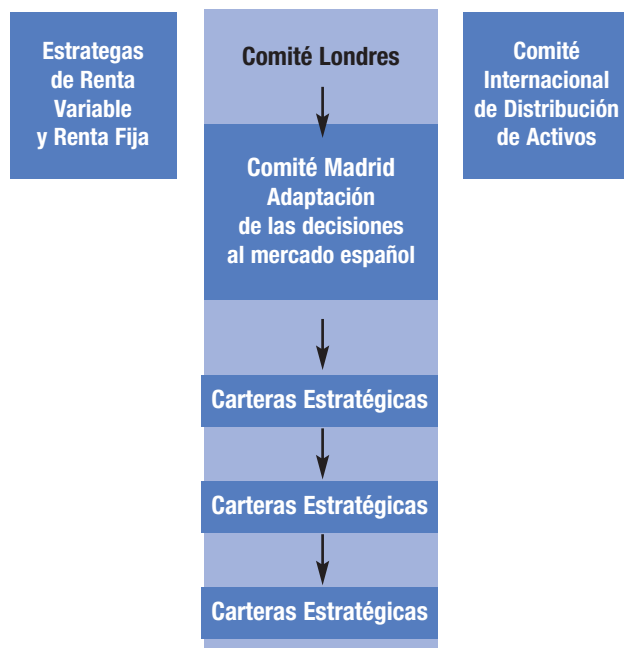 Estrategas
de Renta
Variable
y Renta Fija
Comité Londres
Comité
Internacional
de Distribución
de Activos
Comité Madrid
Adaptación
de las decisiones
al mercado español
Carteras Estratégicas
Carteras Estratégicas
Carteras Estratégicas